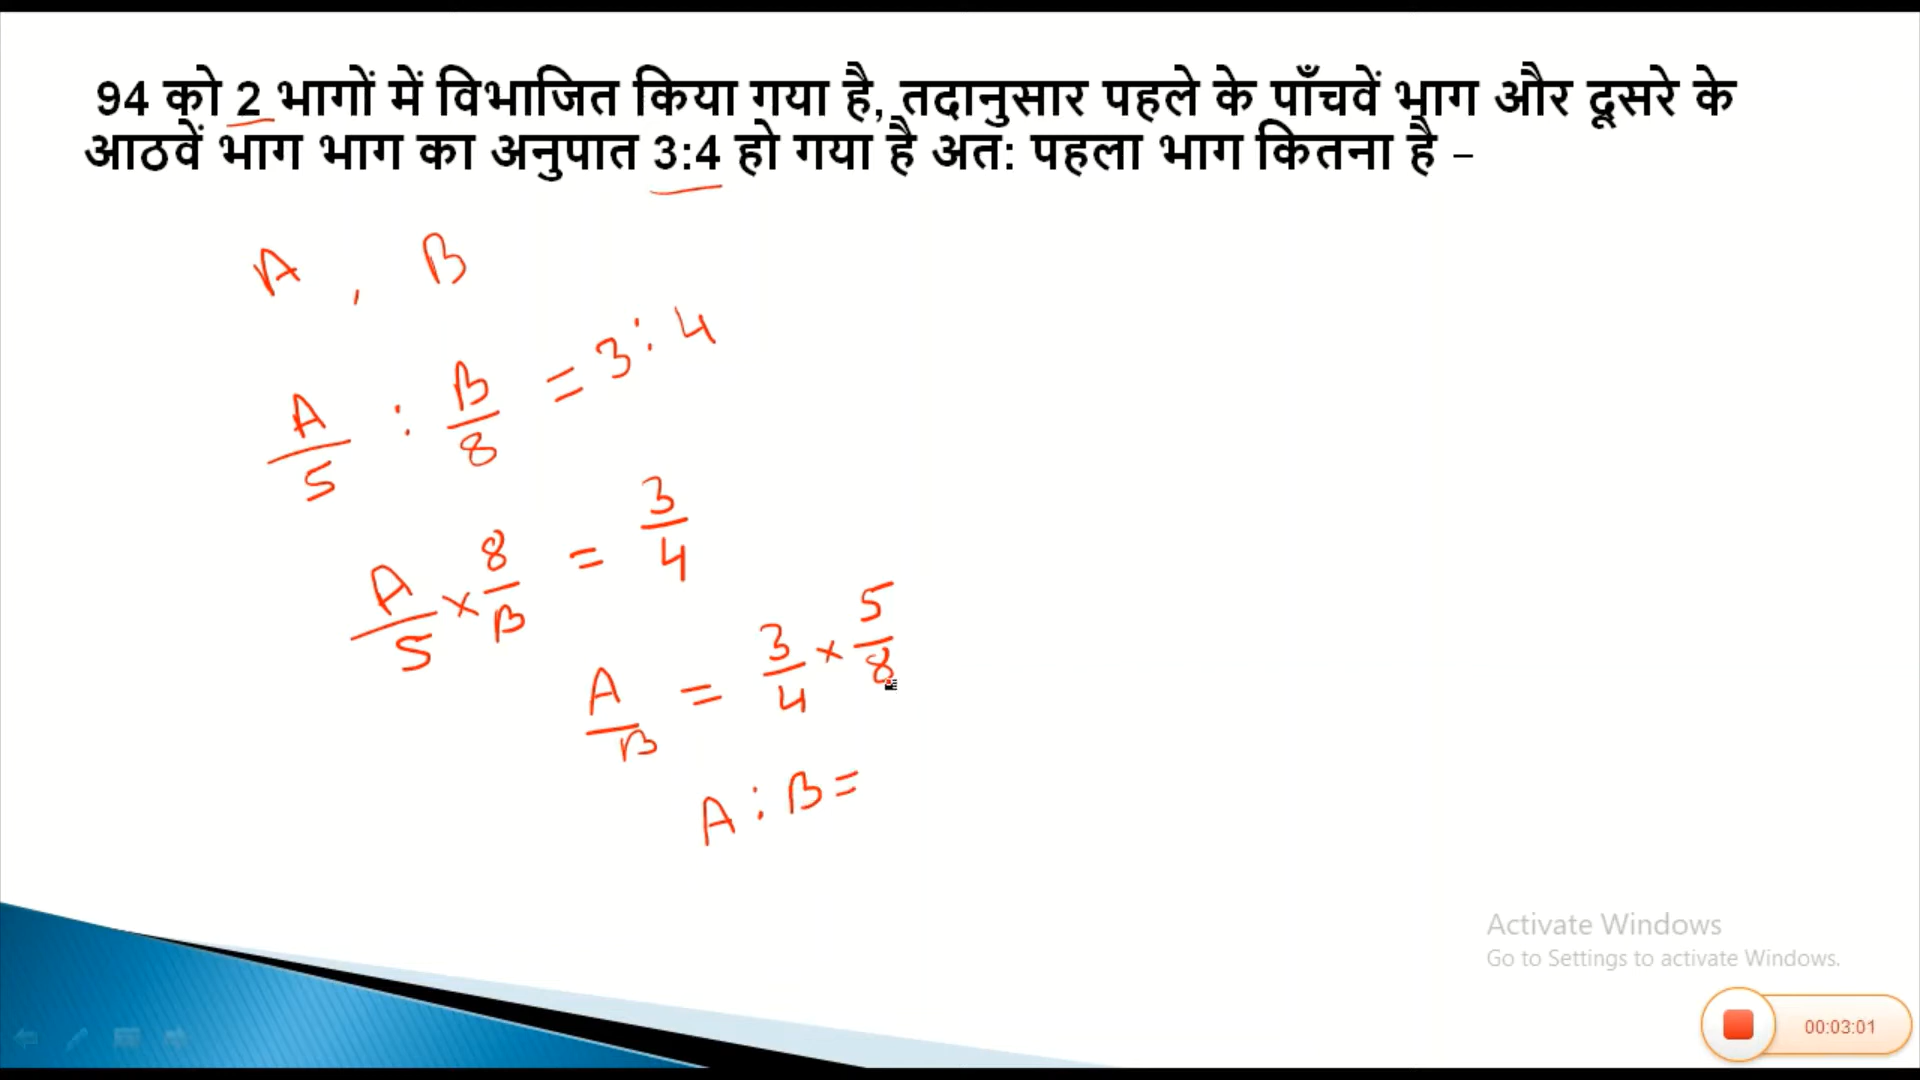 94 को 2 भागों में विभाजित किया गया है, तदानुसार पहले के पाँचवें भाग और दूसरे के
आठवें भाग भाग का अनुपात 3:4 हो गया है अत: पहला भाग कितना है –
A , B
A/5 : B/8 = 3:4
A/5 × 8/B = 3/4
A/B = 3/4 × 5/8
A:B=
Activate Windows
Go to Settings to activate Windows.
00:03:01